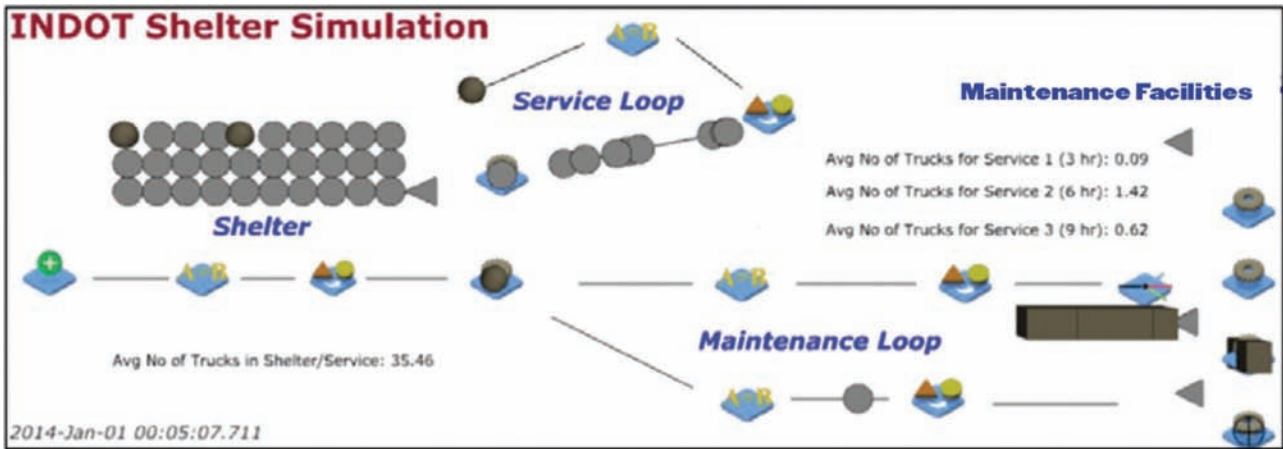 INDOT Shelter Simulation
A=B
Service Loop
Maintenance Facilities
Avg No of Trucks for Service 1 (3 hr): 0.09
Avg No of Trucks for Service 2 (6 hr): 1.42
Shelter
Avg No of Trucks for Service 3 (9 hr): 0.62
A=B
A=B
Maintenance Loop
Avg No of Trucks in Shelter/Service: 35.46
A=B
2014-Jan-01 00:05:07.711